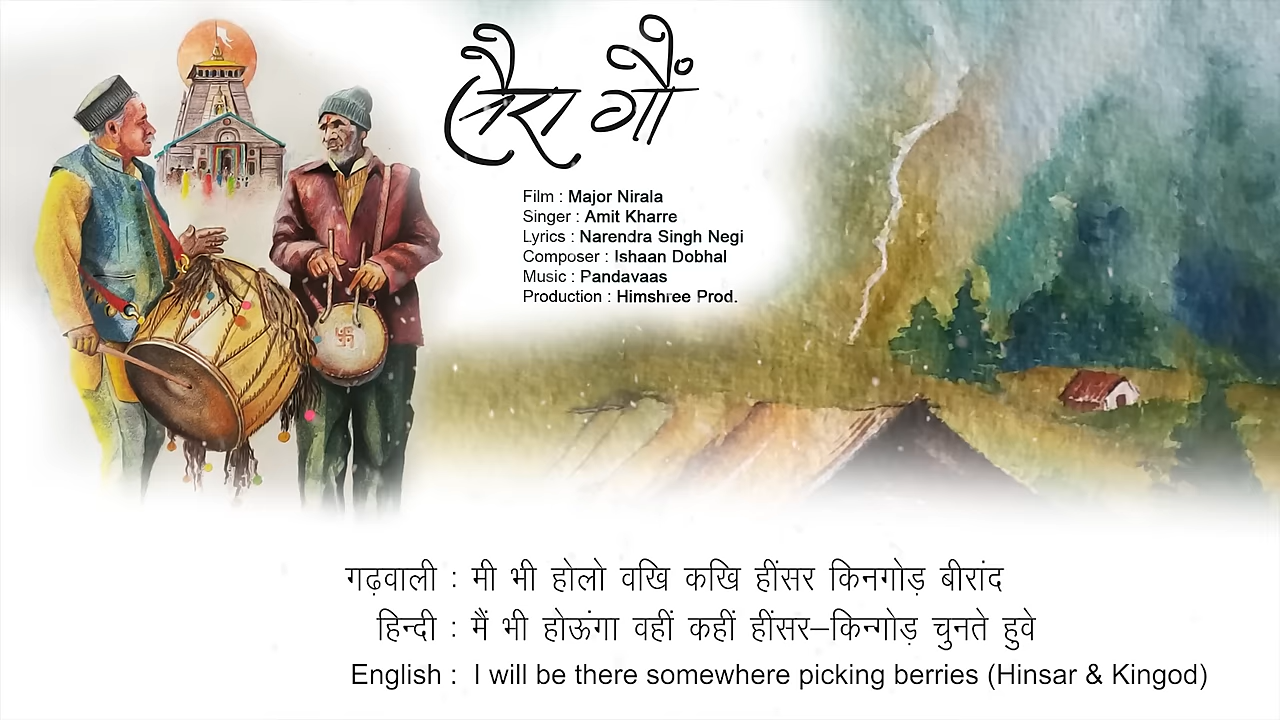 तैरा गौं
Film : Major Nirala
Singer : Amit Kharre
Lyrics : Narendra Singh Negi
Composer : Ishaan Dobhal
Music : Pandavaas
Production : Himshree Prod.
गढ़वाली : मी भी होलो वखि कखि हींसर किनगोड़ बीरांद
हिन्दी : मैं भी होऊंगा वहीं कहीं हींसर–किन्गोड़ चुनते हुवे
English : I will be there somewhere picking berries (Hinsar & Kingod)